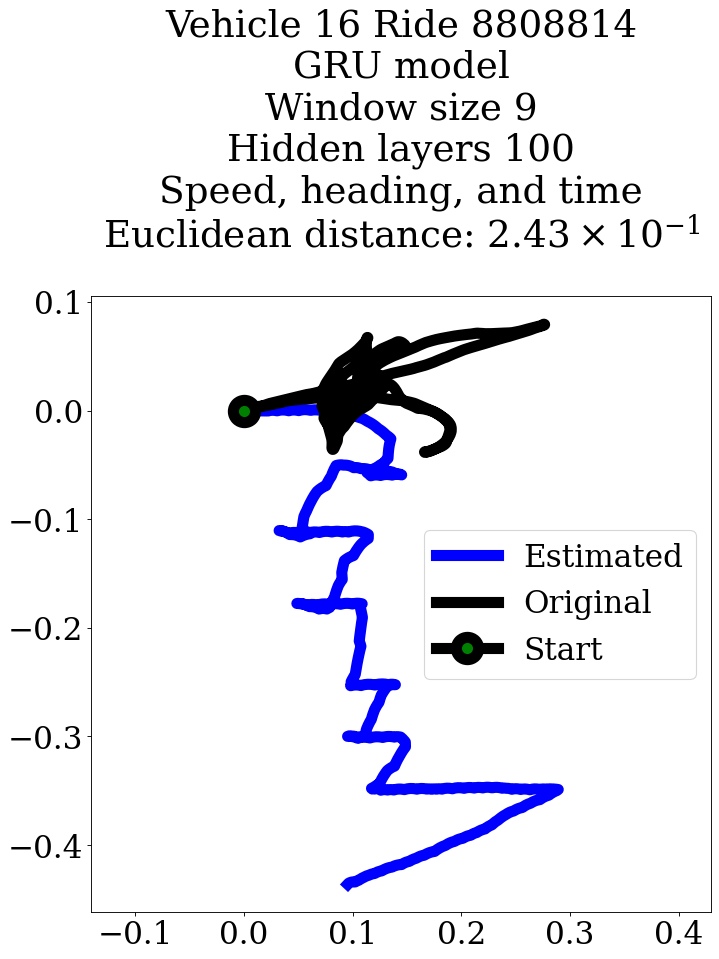 Vehicle 16 Ride 8808814
GRU model
Window size 9
Hidden layers 100
Speed, heading, and time
Euclidean distance: 2.43 × 10⁻¹
0.1
0.0
−0.1
−0.2
−0.3
−0.4
Estimated
Original
Start
−0.1 0.0 0.1 0.2 0.3 0.4